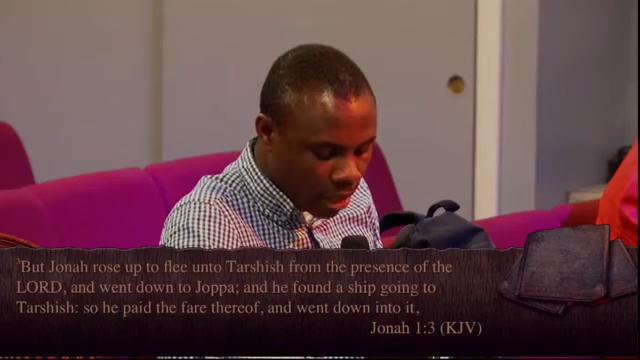 ³But Jonah rose up to flee unto Tarshish from the presence of the
LORD, and went down to Joppa; and he found a ship going to
Tarshish: so he paid the fare thereof, and went down into it,
Jonah 1:3 (KJV)